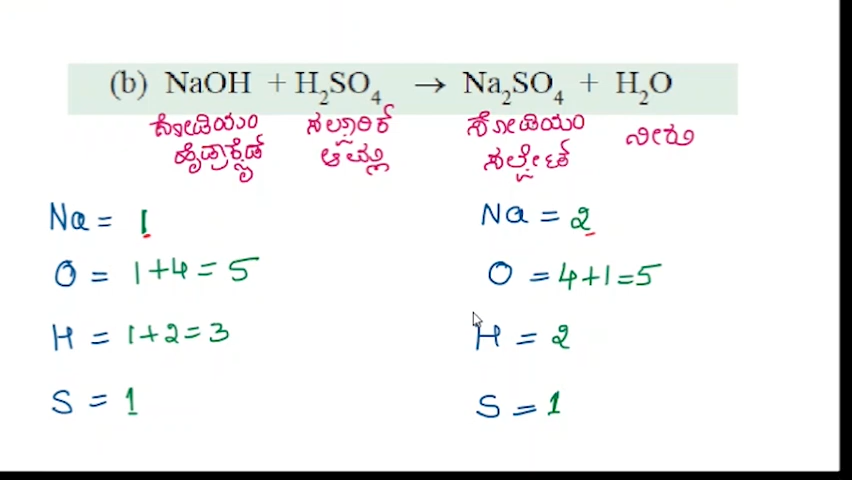 (b) NaOH + H₂SO₄ → Na₂SO₄ + H₂O
ಸೋಡಿಯಂ ಸಲ್ಫ್ಯೂರಿಕ್ ಸೋಡಿಯಂ ನೀರು
ಹೈಡ್ರಾಕ್ಸೈಡ್ ಆಮ್ಲ ಸಲ್ಫೇಟ್
Na = 1 Na = 2
O = 1+4 = 5 O = 4+1=5
H = 1+2=3 H = 2
S = 1 S = 1